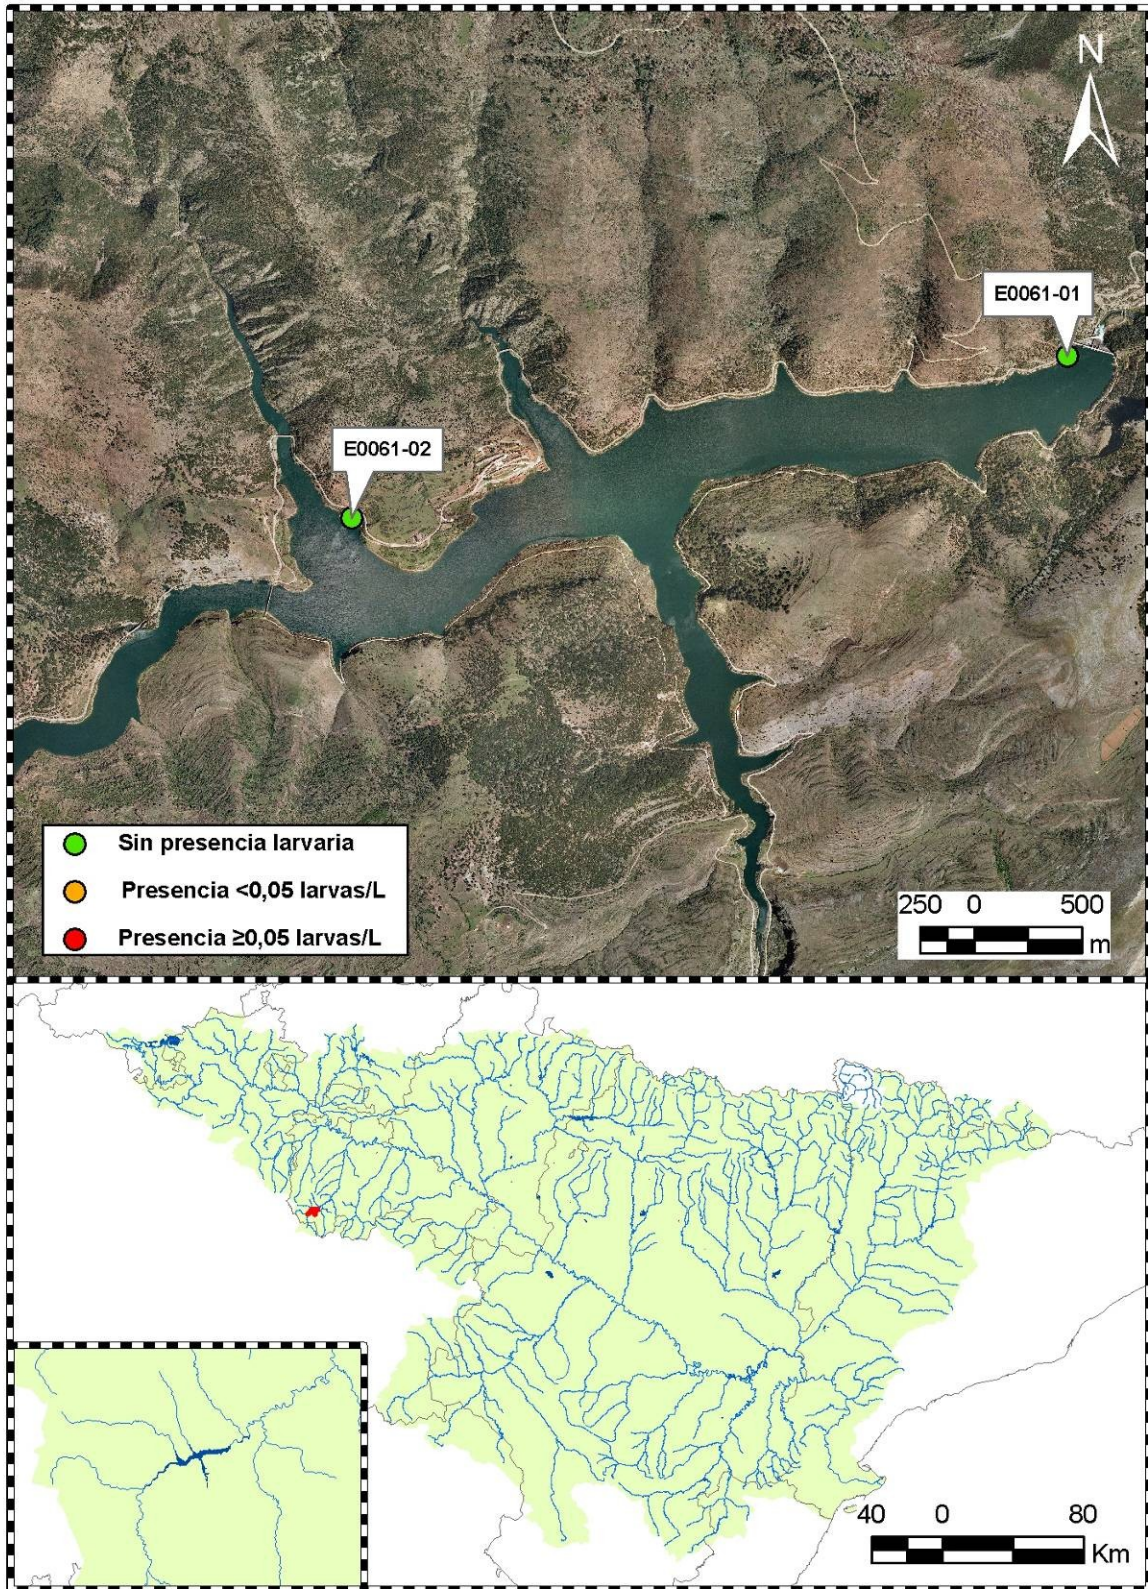 N
E0061-01
E0061-02
Sin presencia larvaria
Presencia <0,05 larvas/L
Presencia ≥0,05 larvas/L
250 0 500
m
40 0 80
Km